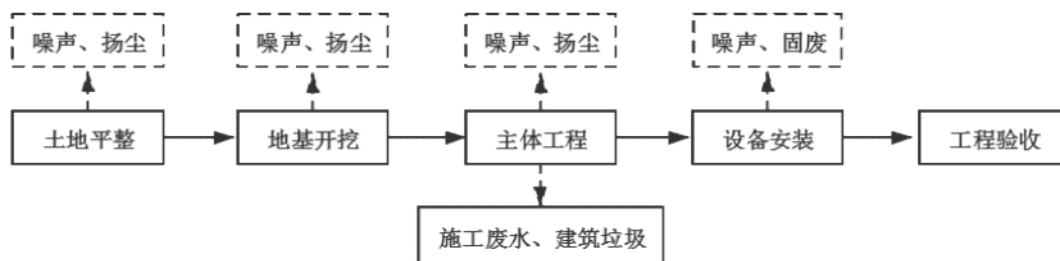 噪声、扬尘
噪声、扬尘
噪声、扬尘
噪声、固废
土地平整
地基开挖
主体工程
设备安装
工程验收
施工废水、建筑垃圾